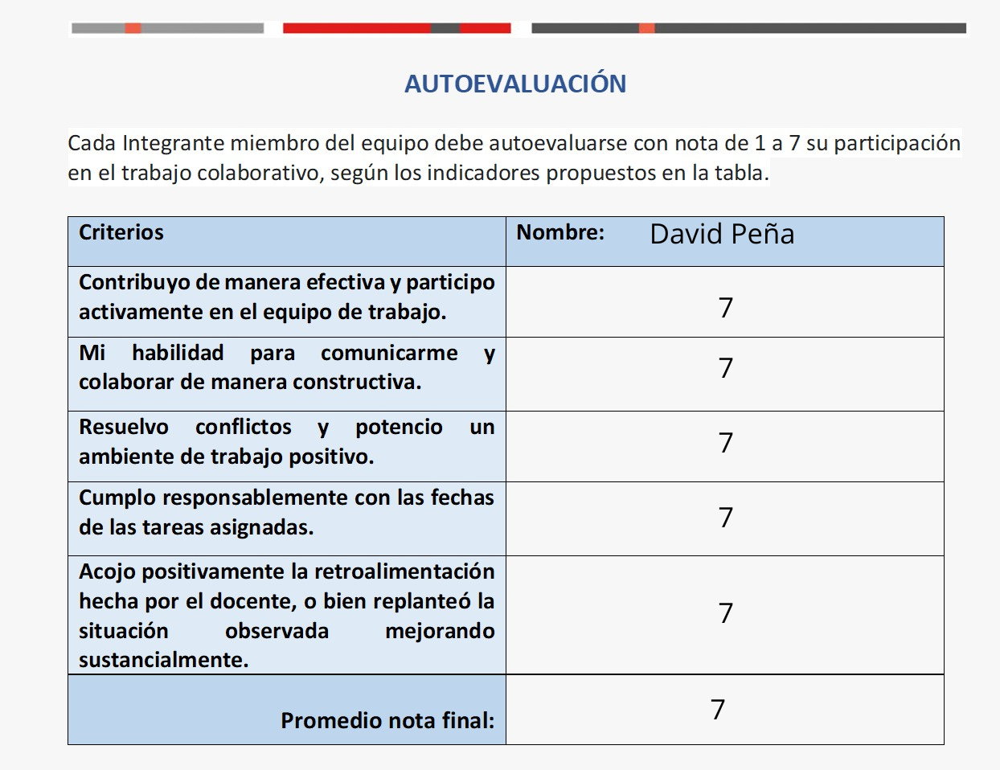 AUTOEVALUACIÓN
Cada Integrante miembro del equipo debe autoevaluarse con nota de 1 a 7 su participación
en el trabajo colaborativo, según los indicadores propuestos en la tabla.
Criterios
Nombre: David Peña
Contribuyo de manera efectiva y participo
activamente en el equipo de trabajo.
7
Mi habilidad para comunicarme y
colaborar de manera constructiva.
7
Resuelvo conflictos y potencio un
ambiente de trabajo positivo.
7
Cumplo responsablemente con las fechas
de las tareas asignadas.
7
Acojo positivamente la retroalimentación
hecha por el docente, o bien replanteó la
situación observada mejorando
sustancialmente.
7
Promedio nota final:
7